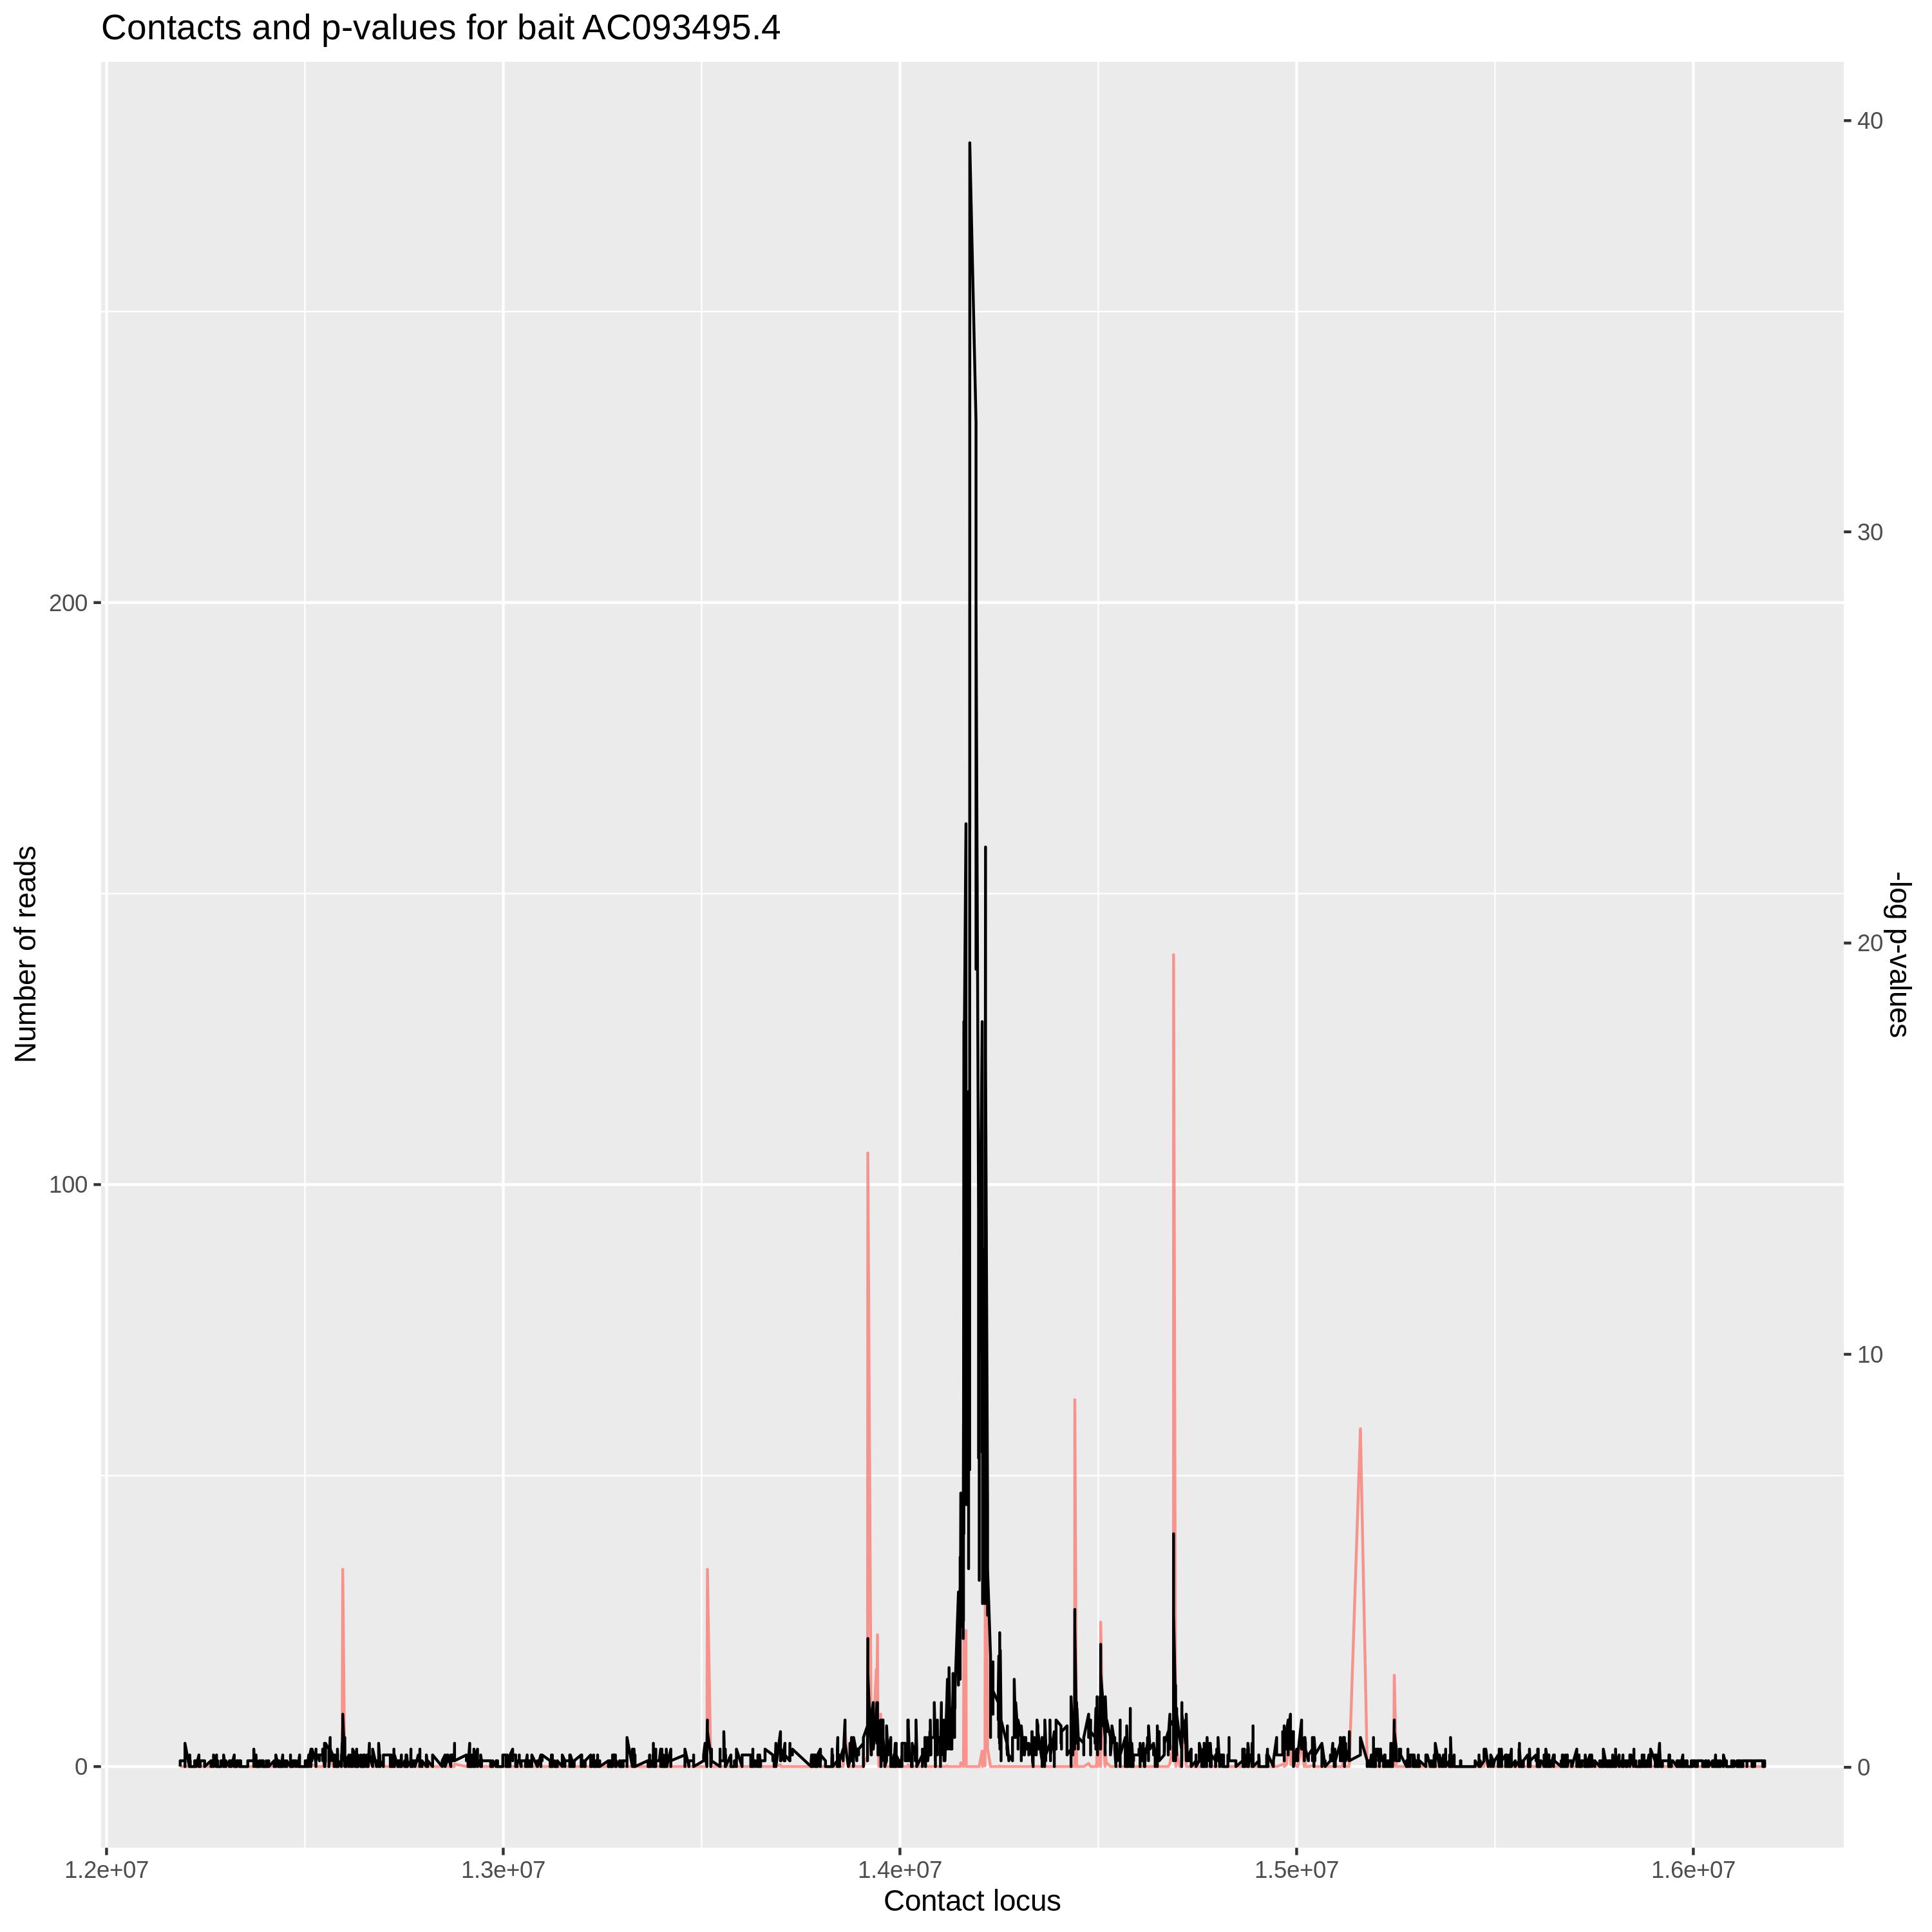 Contacts and p-values for bait AC093495.4
Number of reads
200
100
0
40
30
20
10
0
-log p-values
1.2e+07 1.3e+07 1.4e+07 1.5e+07 1.6e+07
Contact locus